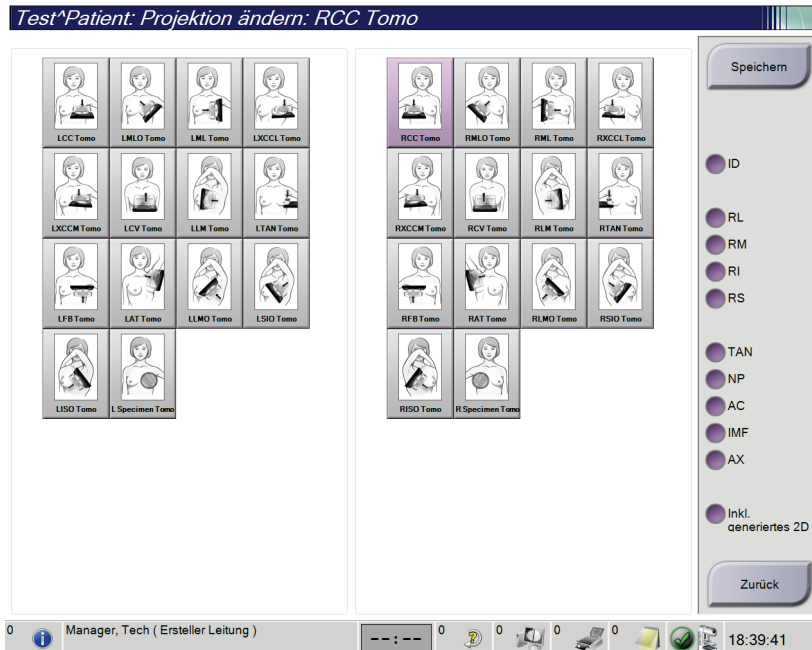 Test^Patient: Projektion ändern: RCC Tomo
LCC Tomo
LMLO Tomo
LML Tomo
LXCCL Tomo
LXCCM Tomo
LCV Tomo
LLM Tomo
LTAN Tomo
LFB Tomo
LAT Tomo
LLMO Tomo
LSIO Tomo
LISO Tomo
L Specimen Tomo
RCC Tomo
RMLO Tomo
RML Tomo
RXCCL Tomo
RXCCM Tomo
RCV Tomo
RLM Tomo
RTAN Tomo
RFB Tomo
RAT Tomo
RLMO Tomo
RSIO Tomo
RISO Tomo
R Specimen Tomo
Speichern
ID
RL
RM
RI
RS
TAN
NP
AC
IMF
AX
Inkl.
generiertes 2D
Zurück
0 Manager, Tech ( Ersteller Leitung ) --:-- 0 0 0 0 18:39:41